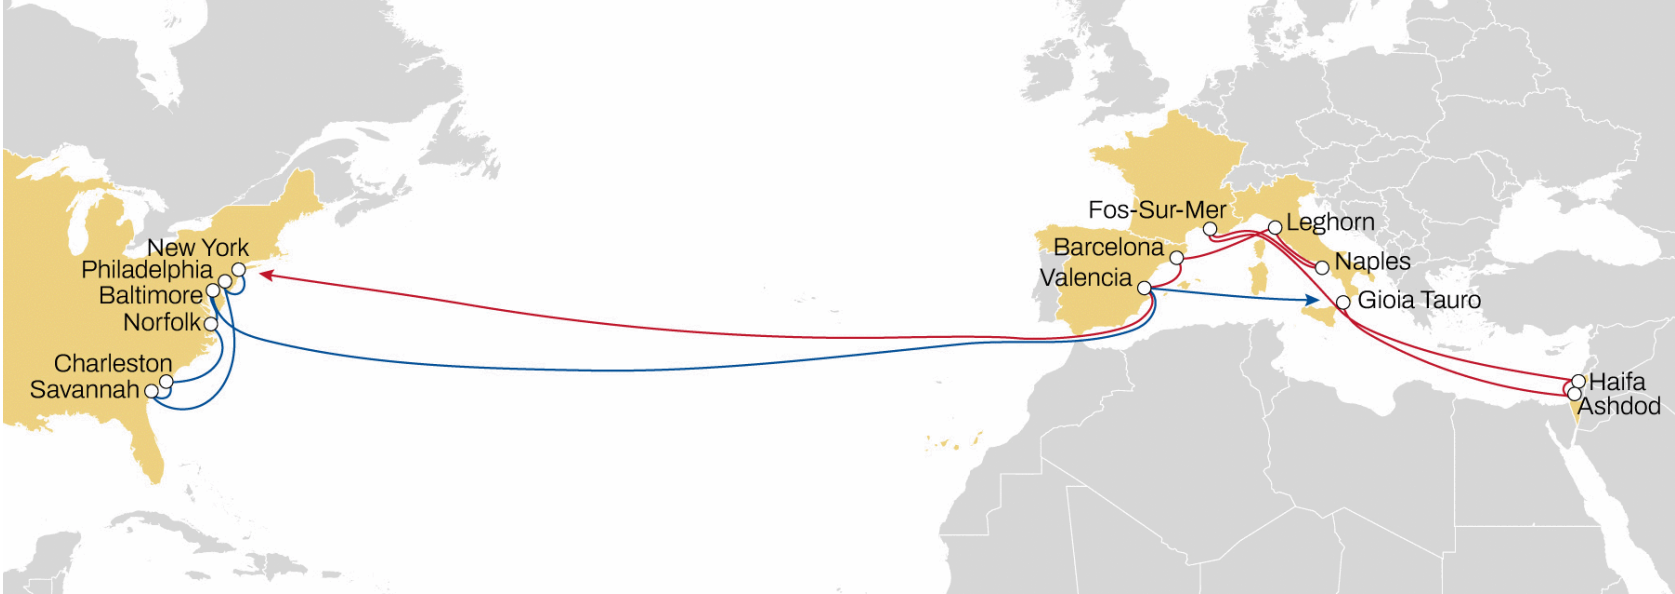 New York
Philadelphia
Baltimore
Norfolk
Charleston
Savannah
Fos-Sur-Mer
Leghorn
Barcelona
Naples
Valencia
Gioia Tauro
Haifa
Ashdod